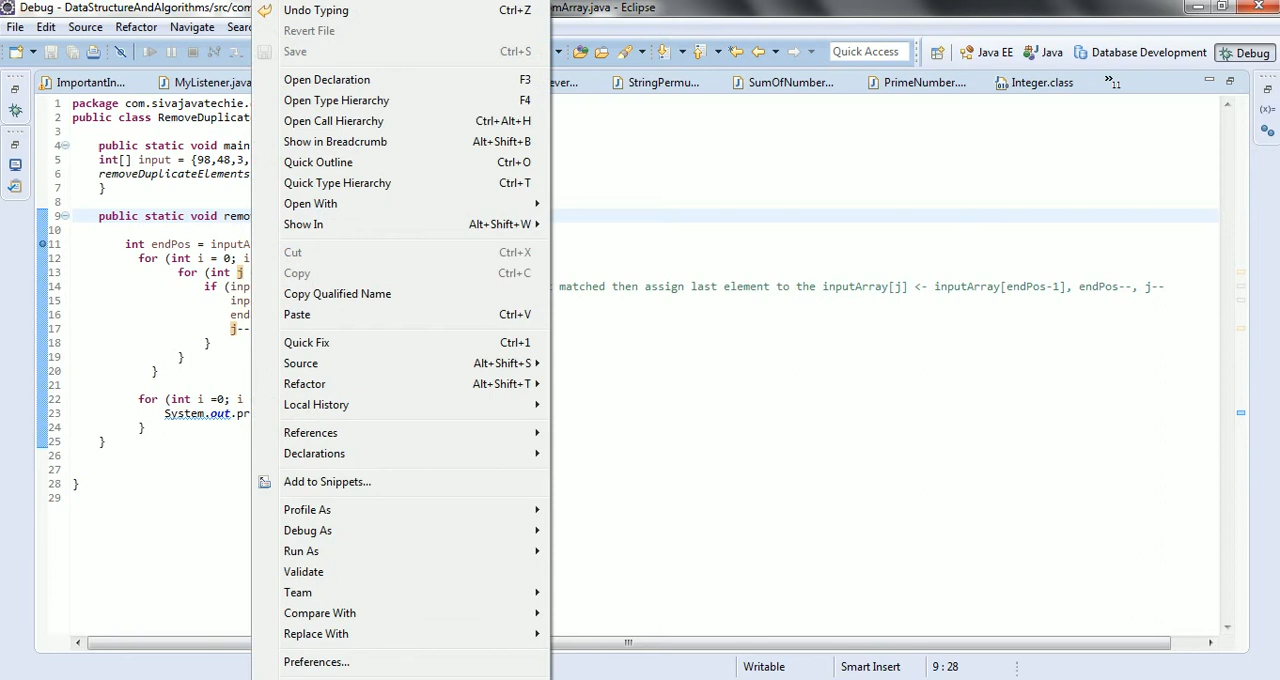 Debug - DataStructureAndAlgorithms/src/com
omArray.java - Eclipse
File Edit Source Refactor Navigate Sear
Quick Access
Java EE
Java
Database Development
Debug
ImportantIn...
MyListener.java
ever...
StringPermu...
SumOfNumber...
PrimeNumber....
Integer.class
»11
1 package com.sivajavatechie.
2 public class RemoveDuplicate
3
4 public static void main
5 int[] input = {98,48,3,
6 removeDuplicateElements
7 }
8
9 public static void remo
10
11 int endPos = inputA
12 for (int i = 0; i
13 for (int j
14 if (inp
matched then assign last element to the inputArray[j] <- inputArray[endPos-1], endPos--, j--
15 inp
16 end
17 j--
18 }
19 }
20 }
21
22 for (int i =0; i
23 System.out.pr
24 }
25 }
26
27
28 }
29
Undo Typing Ctrl+Z
Revert File
Save Ctrl+S
Open Declaration F3
Open Type Hierarchy F4
Open Call Hierarchy Ctrl+Alt+H
Show in Breadcrumb Alt+Shift+B
Quick Outline Ctrl+O
Quick Type Hierarchy Ctrl+T
Open With
Show In Alt+Shift+W
Cut Ctrl+X
Copy Ctrl+C
Copy Qualified Name
Paste Ctrl+V
Quick Fix Ctrl+1
Source Alt+Shift+S
Refactor Alt+Shift+T
Local History
References
Declarations
Add to Snippets...
Profile As
Debug As
Run As
Validate
Team
Compare With
Replace With
Preferences...
Writable
Smart Insert
9 : 28